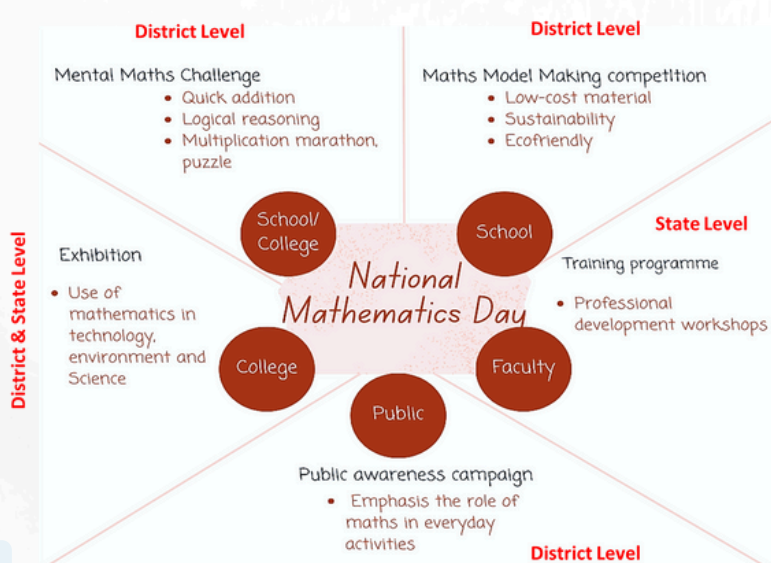 District Level
Mental Maths Challenge
• Quick addition
• Logical reasoning
• Multiplication marathon,
puzzle
School/
College
District Level
Maths Model Making competition
• Low-cost material
• Sustainability
• Ecofriendly
School
State Level
Training programme
• Professional
development workshops
Faculty
National
Mathematics Day
District & State Level
Exhibition
• Use of
mathematics in
technology,
environment and
Science
College
Public
Public awareness campaign
• Emphasis the role of
maths in everyday
activities
District Level